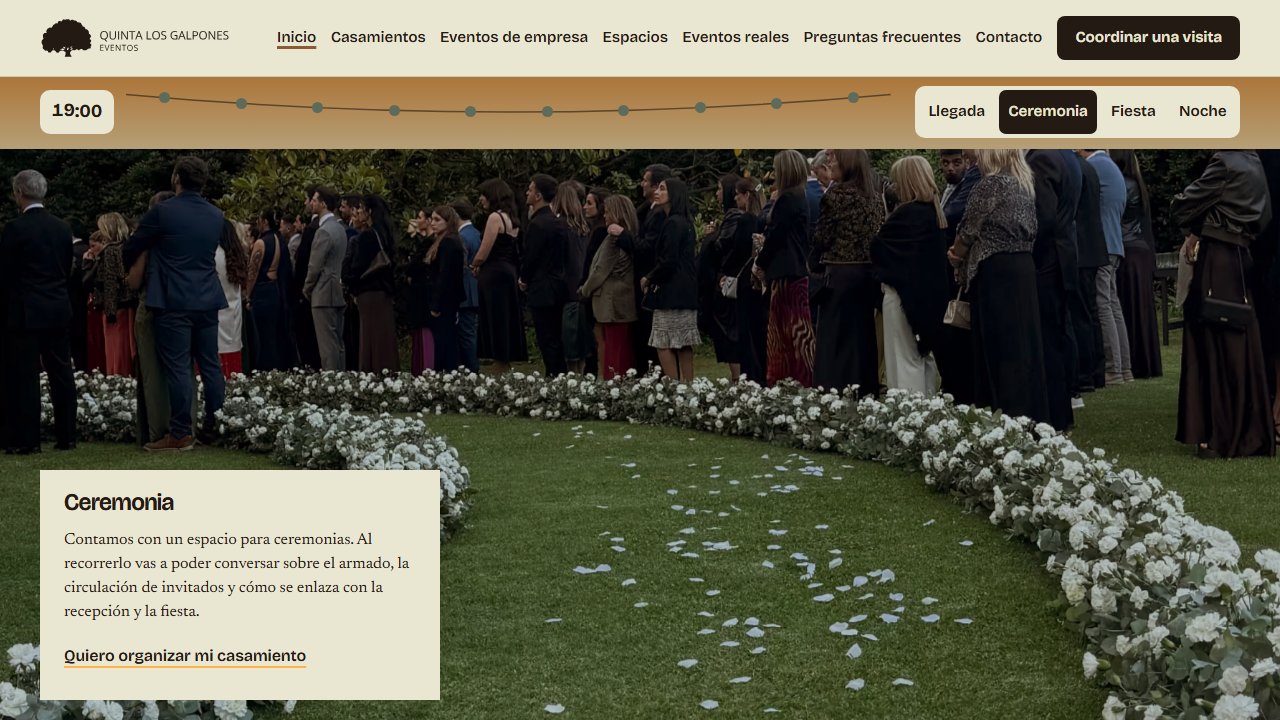 QUINTA LOS GALPONES
EVENTOS
Inicio
Casamientos
Eventos de empresa
Espacios
Eventos reales
Preguntas frecuentes
Contacto
Coordinar una visita
19:00
Llegada
Ceremonia
Fiesta
Noche
Ceremonia
Contamos con un espacio para ceremonias. Al
recorrerlo vas a poder conversar sobre el armado, la
circulación de invitados y cómo se enlaza con la
recepción y la fiesta.
Quiero organizar mi casamiento